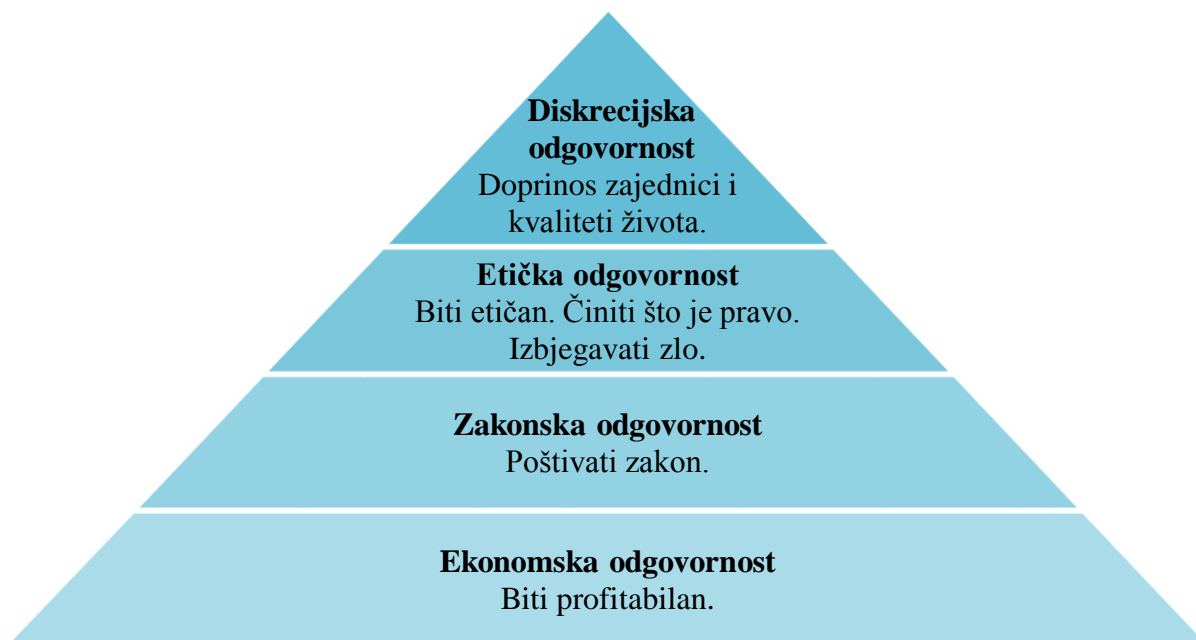 Diskrecijska
odgovornost
Doprinos zajednici i
kvaliteti života.
Etička odgovornost
Biti etičan. Činiti što je pravo.
Izbjegavati zlo.
Zakonska odgovornost
Poštivati zakon.
Ekonomska odgovornost
Biti profitabilan.